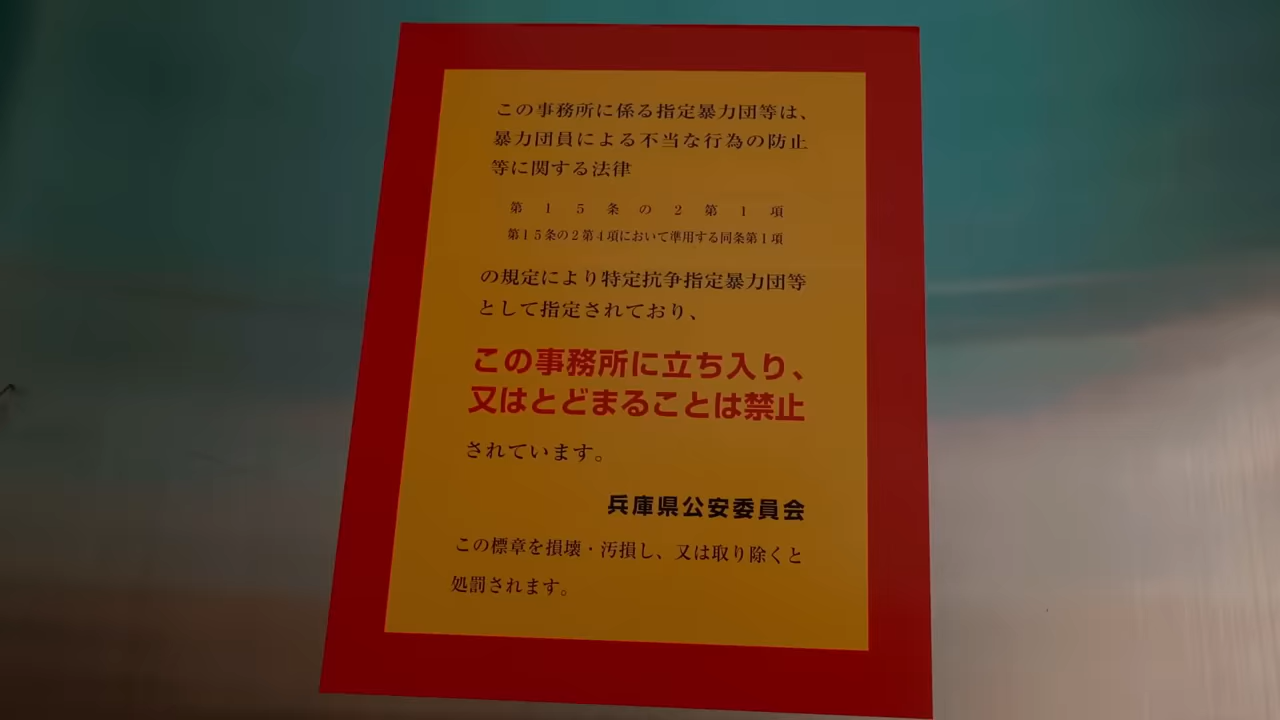 この事務所に係る指定暴力団等は、
暴力団員による不当な行為の防止
等に関する法律
第15条の2第1項
第15条の2第4項において準用する同条第1項
の規定により特定抗争指定暴力団等
として指定されており、
この事務所に立ち入り、
又はとどまることは禁止
されています。
兵庫県公安委員会
この標章を損壊・汚損し、又は取り除くと
処罰されます。